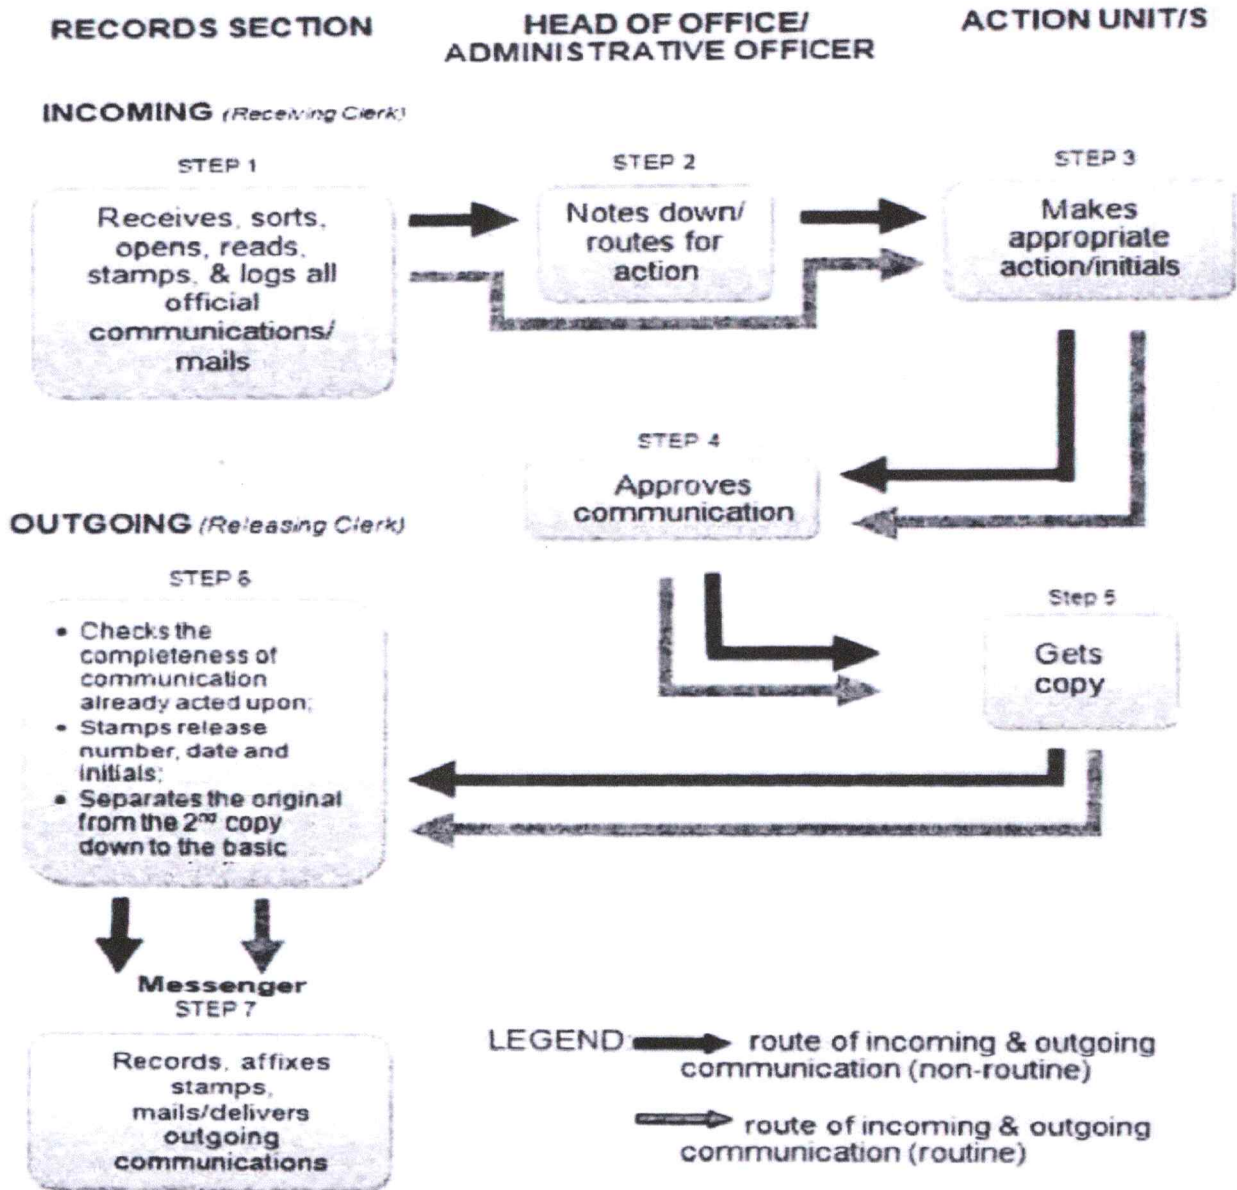 RECORDS SECTION
HEAD OF OFFICE/
ADMINISTRATIVE OFFICER
ACTION UNIT/S
INCOMING (Receiving Clerk)
STEP 1
Receives, sorts,
opens, reads,
stamps, & logs all
official
communications/
mails
STEP 2
Notes down/
routes for
action
STEP 3
Makes
appropriate
action/initials
STEP 4
Approves
communication
Step 5
Gets
copy
OUTGOING (Releasing Clerk)
STEP 6
• Checks the
completeness of
communication
already acted upon;
• Stamps release
number, date and
initials;
• Separates the original
from the 2nd copy
down to the basic
Messenger
STEP 7
Records, affixes
stamps,
mails/delivers
outgoing
communications
LEGEND:
route of incoming & outgoing
communication (non-routine)
route of incoming & outgoing
communication (routine)